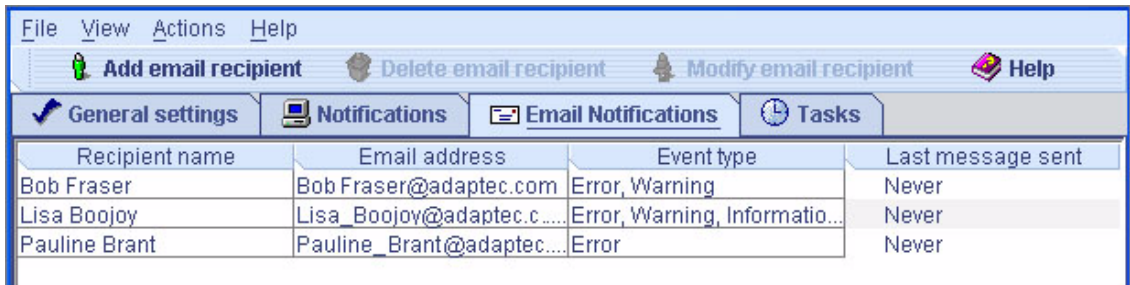 File View Actions Help
Add email recipient Delete email recipient Modify email recipient Help
General settings Notifications Email Notifications Tasks
Recipient name Email address Event type Last message sent
Bob Fraser Bob Fraser@adaptec.com Error, Warning Never
Lisa Boojoy Lisa_Boojoy@adaptec.c.... Error, Warning, Informatio... Never
Pauline Brant Pauline_Brant@adaptec.... Error Never